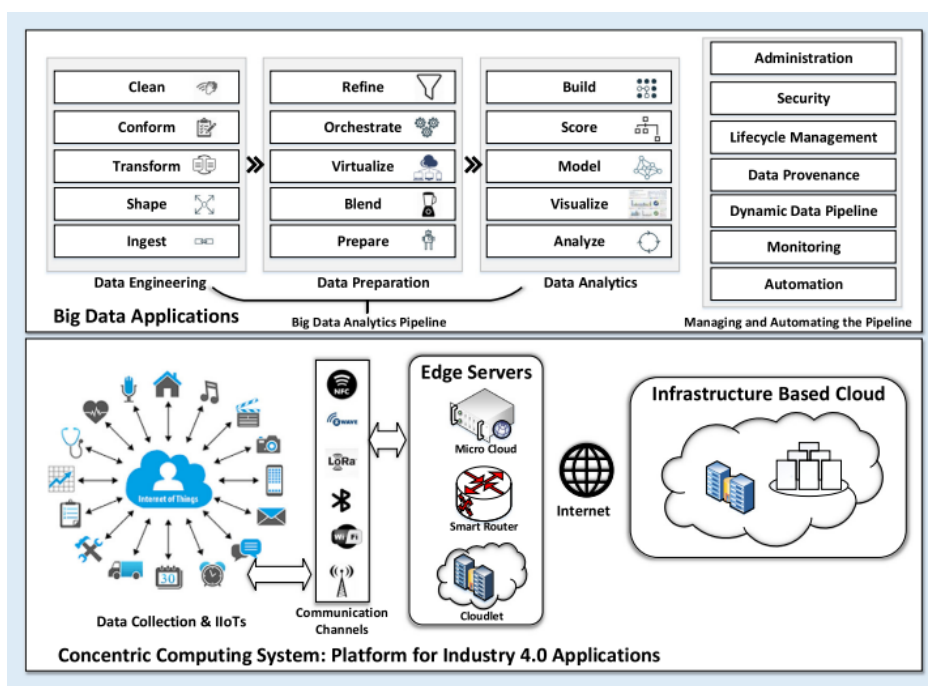 Clean
Conform
Transform
Shape
Ingest
Data Engineering
Refine
Orchestrate
Virtualize
Blend
Prepare
Data Preparation
Build
Score
Model
Visualize
Analyze
Data Analytics
Big Data Applications
Big Data Analytics Pipeline
Administration
Security
Lifecycle Management
Data Provenance
Dynamic Data Pipeline
Monitoring
Automation
Managing and Automating the Pipeline
Internet of Things
30
Data Collection & IIoTs
NFC
WAVE
LoRa
Wi Fi
Communication
Channels
Edge Servers
Micro Cloud
Smart Router
Cloudlet
Internet
Infrastructure Based Cloud
Concentric Computing System: Platform for Industry 4.0 Applications